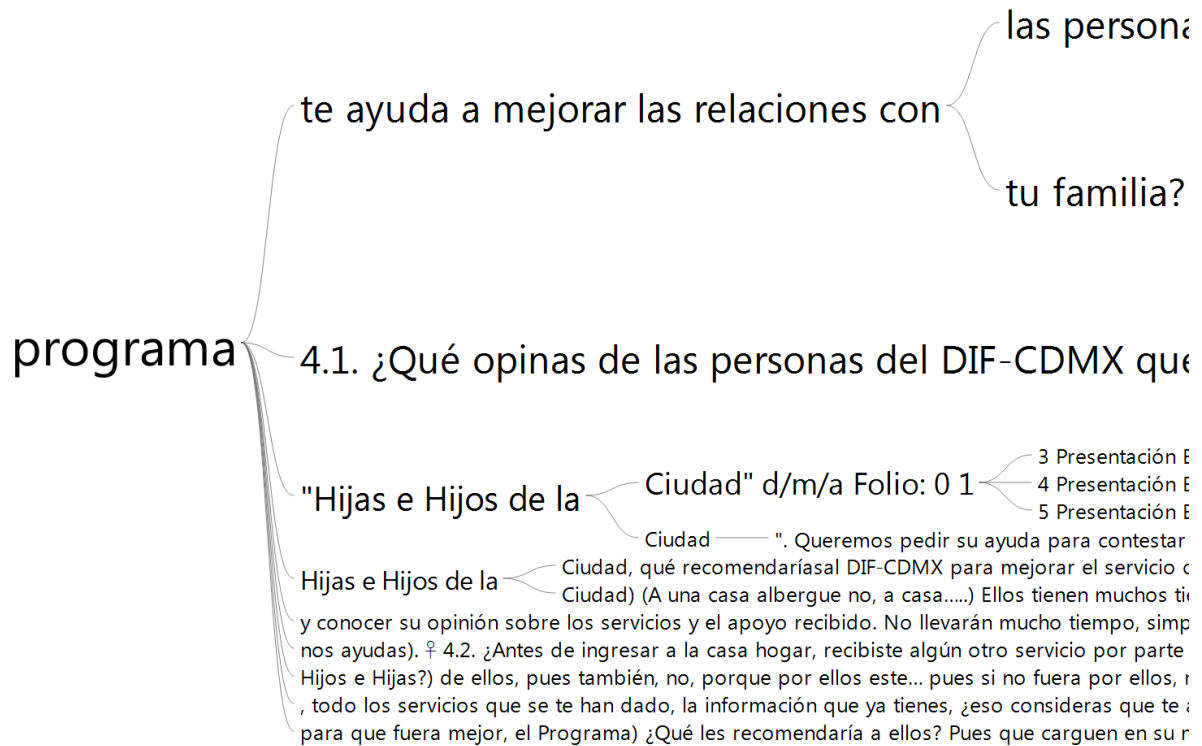 las persona
te ayuda a mejorar las relaciones con
tu familia?
programa
4.1. ¿Qué opinas de las personas del DIF-CDMX que
"Hijas e Hijos de la
Ciudad" d/m/a Folio: 0 1
3 Presentación E
4 Presentación E
5 Presentación E
Ciudad
". Queremos pedir su ayuda para contestar
Hijas e Hijos de la
Ciudad, qué recomendaríasal DIF-CDMX para mejorar el servicio
Ciudad) (A una casa albergue no, a casa.....) Ellos tienen muchos
y conocer su opinión sobre los servicios y el apoyo recibido. No llevarán mucho tiempo,
nos ayudas). ♀ 4.2. ¿Antes de ingresar a la casa hogar, recibiste algún otro servicio por parte
Hijos e Hijas?) de ellos, pues también, no, porque por ellos este... pues si no fuera por ellos,
, todo los servicios que se te han dado, la información que ya tienes, ¿eso consideras que te
para que fuera mejor, el Programa) ¿Qué les recomendaría a ellos? Pues que carguen en su